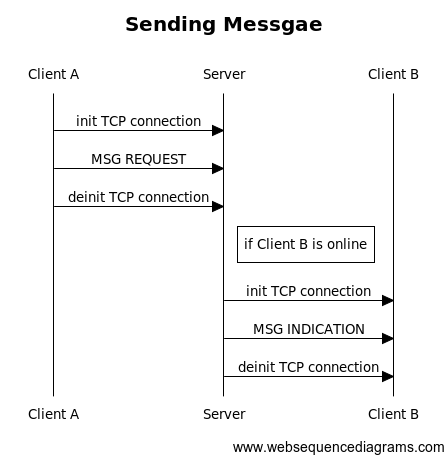 Sending Messgae
Client A Server Client B
init TCP connection
MSG REQUEST
deinit TCP connection
if Client B is online
init TCP connection
MSG INDICATION
deinit TCP connection
Client A Server Client B
www.websequencediagrams.com